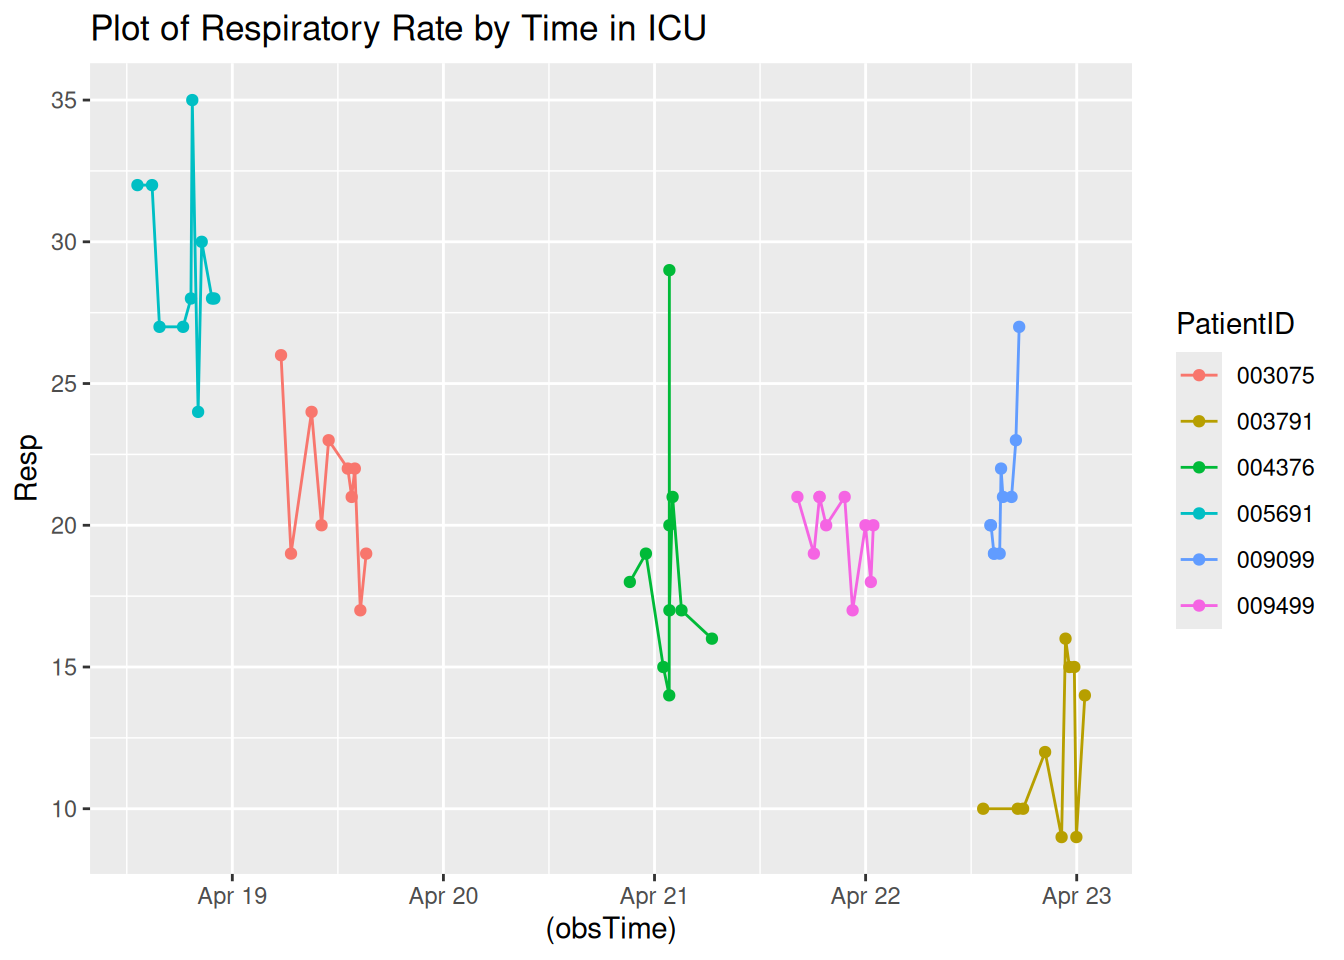 Plot of Respiratory Rate by Time in ICU
35
30
25
20
15
10
Resp
Apr 19
Apr 20
Apr 21
Apr 22
Apr 23
(obsTime)
PatientID
003075
003791
004376
005691
009099
009499